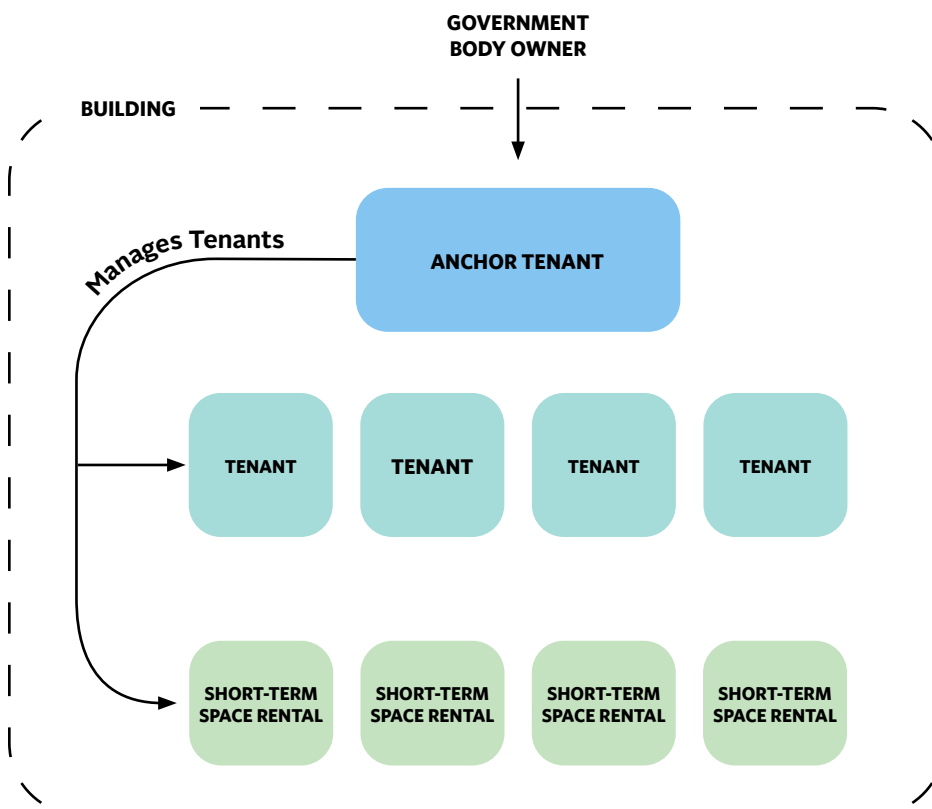 GOVERNMENT
BODY OWNER
BUILDING
Manages Tenants
ANCHOR TENANT
TENANT
TENANT
TENANT
TENANT
SHORT-TERM
SPACE RENTAL
SHORT-TERM
SPACE RENTAL
SHORT-TERM
SPACE RENTAL
SHORT-TERM
SPACE RENTAL